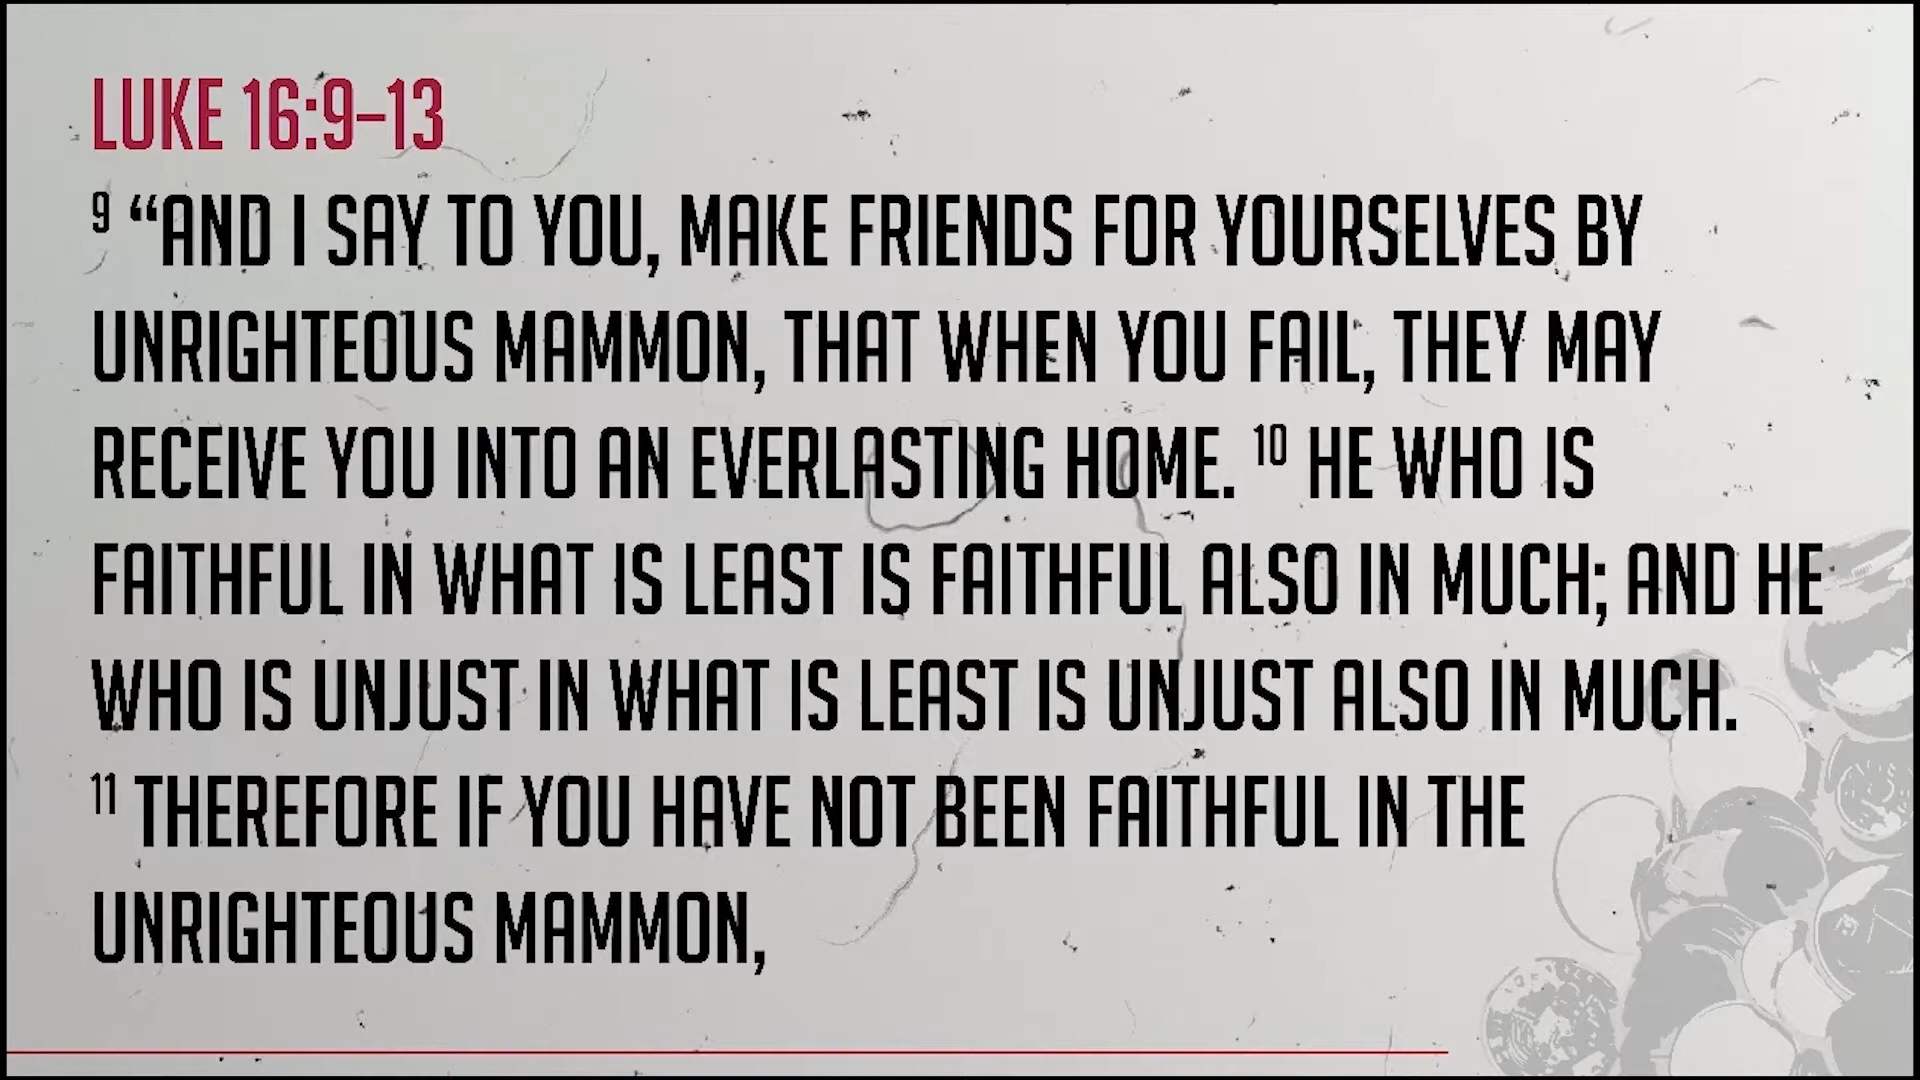 LUKE 16:9–13
9 “AND I SAY TO YOU, MAKE FRIENDS FOR YOURSELVES BY
UNRIGHTEOUS MAMMON, THAT WHEN YOU FAIL, THEY MAY
RECEIVE YOU INTO AN EVERLASTING HOME. 10 HE WHO IS
FAITHFUL IN WHAT IS LEAST IS FAITHFUL ALSO IN MUCH; AND HE
WHO IS UNJUST IN WHAT IS LEAST IS UNJUST ALSO IN MUCH.
11 THEREFORE IF YOU HAVE NOT BEEN FAITHFUL IN THE
UNRIGHTEOUS MAMMON,